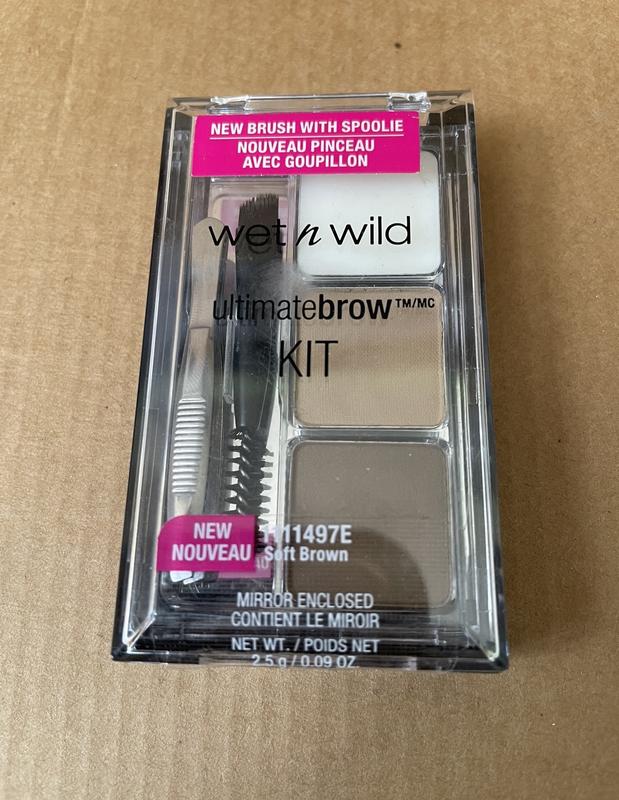 NEW BRUSH WITH SPOOLIE
NOUVEAU PINCEAU
AVEC GOUPILLON
wet n wild
ultimatebrow™/MC
KIT
NEW
NOUVEAU
1111497E
Soft Brown
MIRROR ENCLOSED
CONTIENT LE MIROIR
NET WT. / POIDS NET
2.5 g / 0.09 OZ.